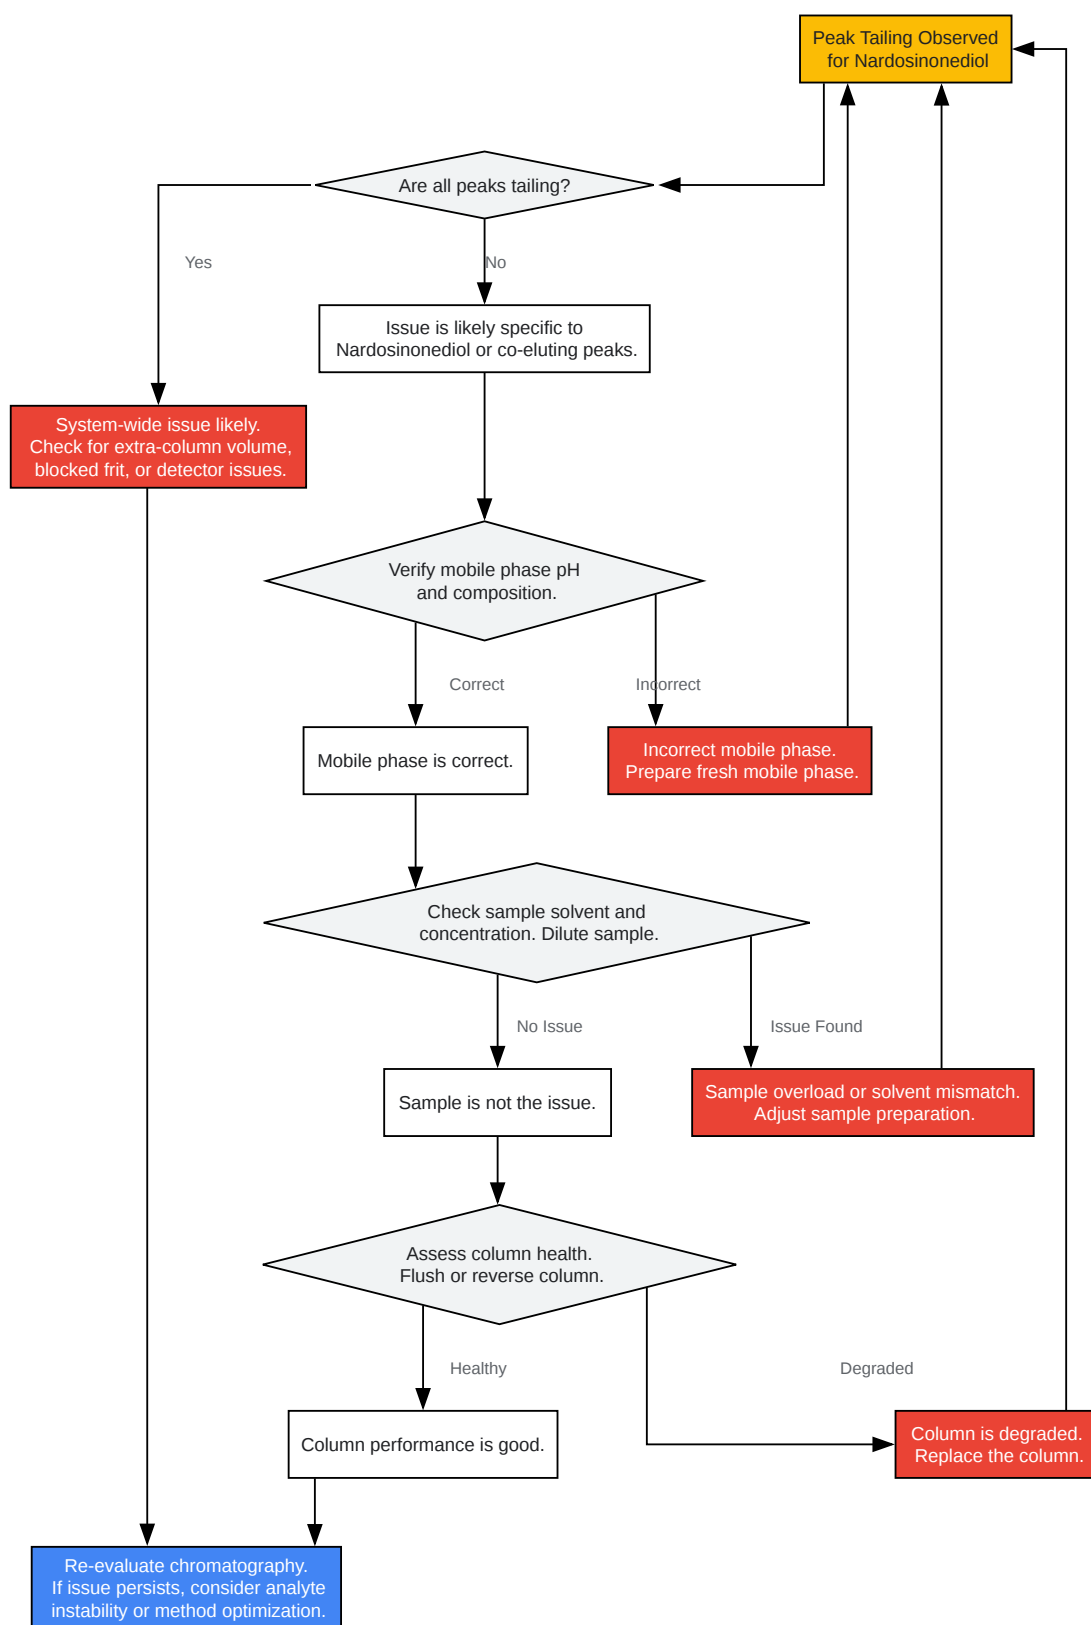 Peak Tailing Observed
for Nardosinonediol
Are all peaks tailing?
Yes
No
Issue is likely specific to
Nardosinonediol or co-eluting peaks.
System-wide issue likely.
Check for extra-column volume,
blocked frit, or detector issues.
Verify mobile phase pH
and composition.
Correct
Incorrect
Mobile phase is correct.
Incorrect mobile phase.
Prepare fresh mobile phase.
Check sample solvent and
concentration. Dilute sample.
No Issue
Issue Found
Sample is not the issue.
Sample overload or solvent mismatch.
Adjust sample preparation.
Assess column health.
Flush or reverse column.
Healthy
Degraded
Column performance is good.
Column is degraded.
Replace the column.
Re-evaluate chromatography.
If issue persists, consider analyte
instability or method optimization.